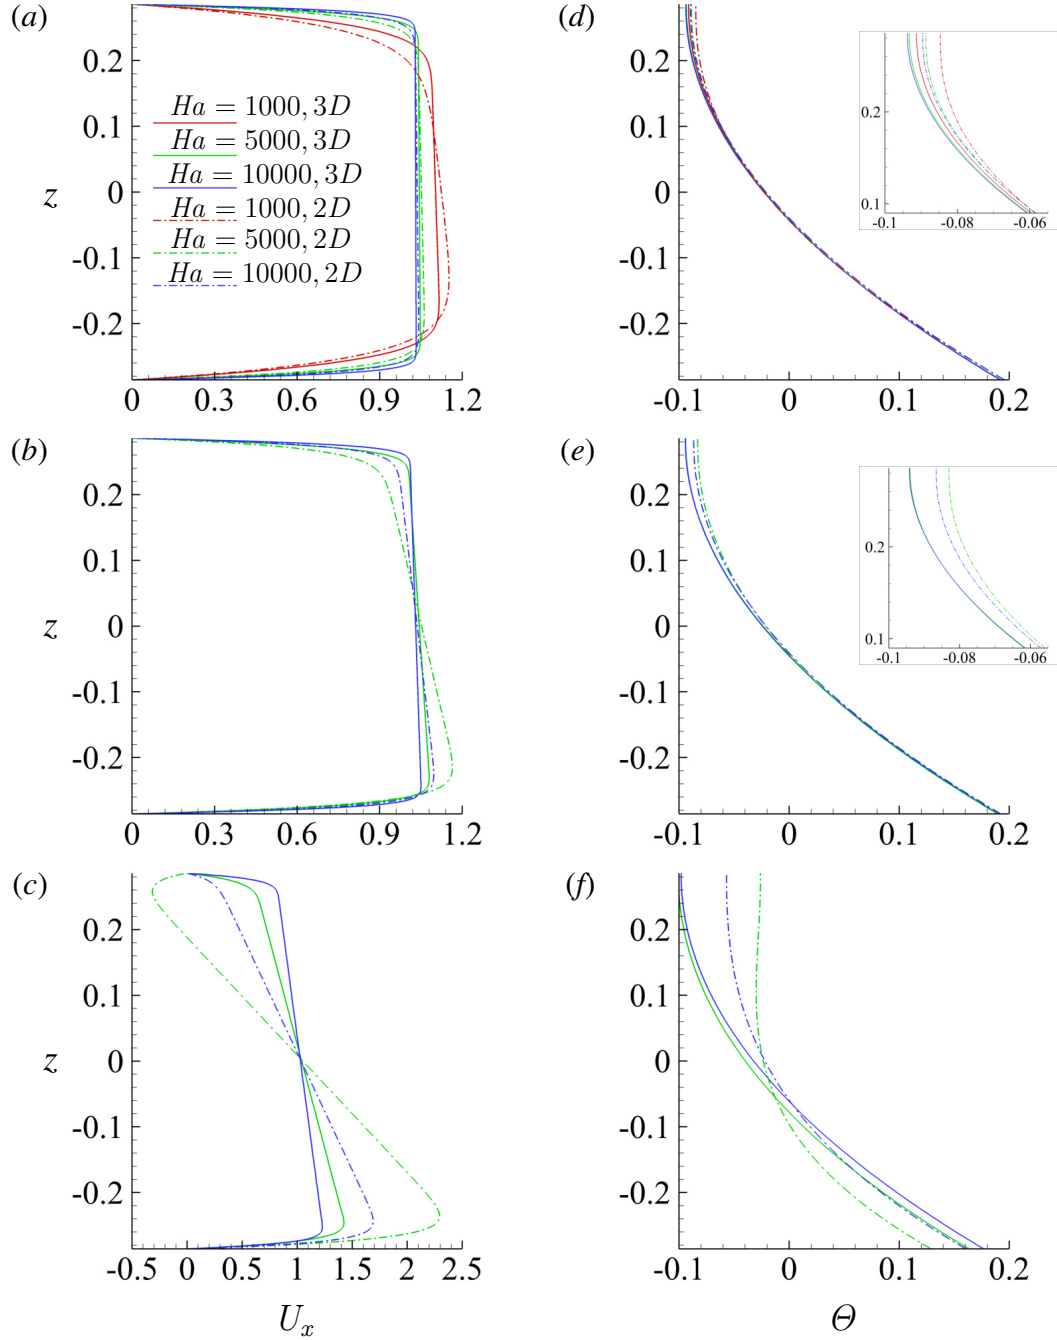 (a)
0.2
0.1
0
-0.1
-0.2
z
Ha = 1000, 3D
Ha = 5000, 3D
Ha = 10000, 3D
Ha = 1000, 2D
Ha = 5000, 2D
Ha = 10000, 2D
0 0.3 0.6 0.9 1.2
(d)
0.2
0.1
0
-0.1
-0.2
0.2
0.1
-0.1 -0.08 -0.06
-0.1 0 0.1 0.2
(b)
0.2
0.1
0
-0.1
-0.2
z
0 0.3 0.6 0.9 1.2
(e)
0.2
0.1
0
-0.1
-0.2
0.2
0.1
-0.1 -0.08 -0.06
-0.1 0 0.1 0.2
(c)
0.2
0.1
0
-0.1
-0.2
z
-0.5 0 0.5 1 1.5 2 2.5
U_x
(f)
0.2
0.1
0
-0.1
-0.2
-0.1 0 0.1 0.2
Θ